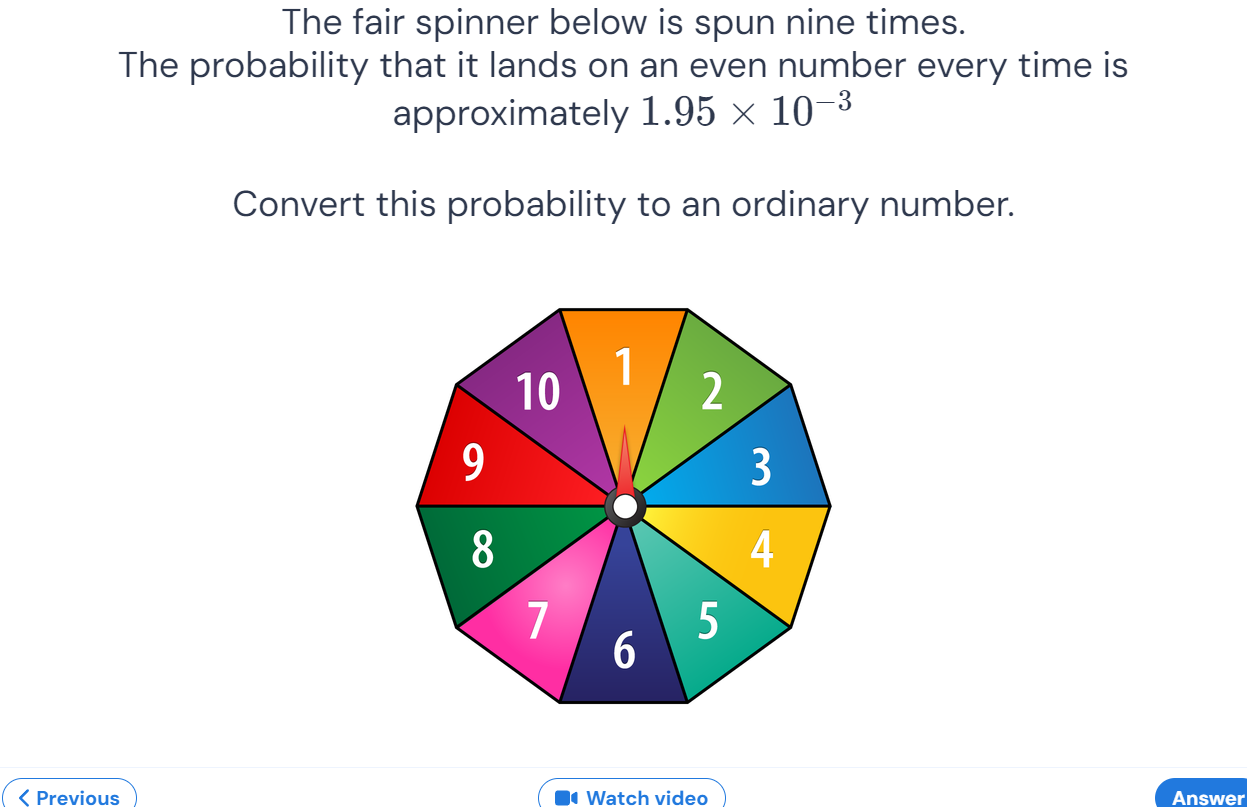 The fair spinner below is spun nine times.
The probability that it lands on an even number every time is
approximately 1.95 × 10⁻³
Convert this probability to an ordinary number.
1
2
3
4
5
6
7
8
9
10
Previous
Watch video
Answer